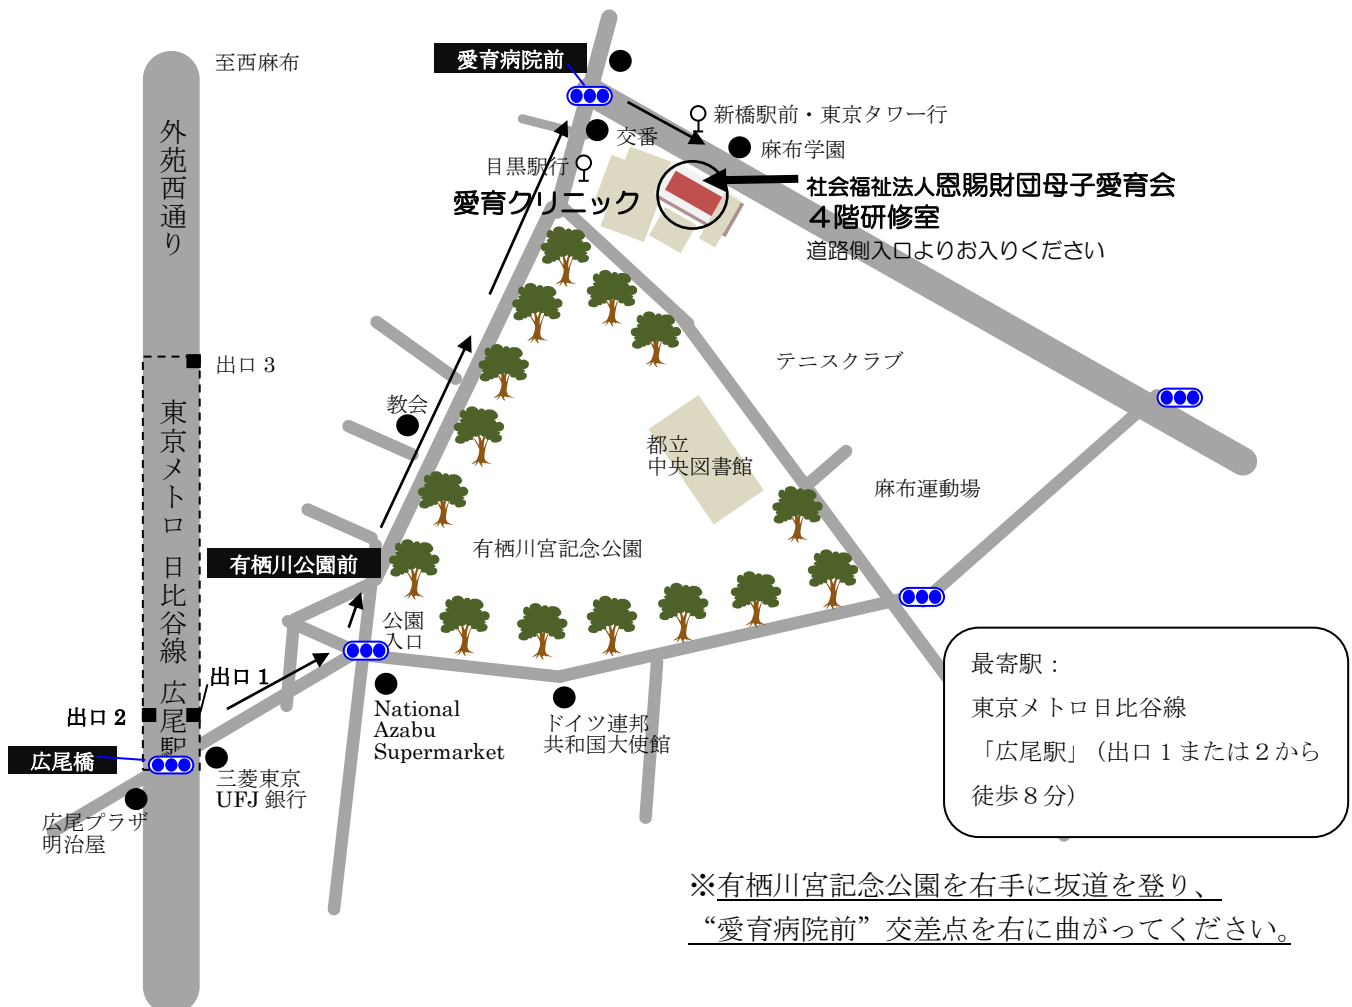 愛育病院前
至西麻布
新橋駅前・東京タワー行
交番
麻布学園
目黒駅行
愛育クリニック
社会福祉法人恩賜財団母子愛育会
４階研修室
道路側入口よりお入りください
外苑西通り
出口 3
テニスクラブ
教会
東京メトロ 日比谷線 広尾駅
都立
中央図書館
麻布運動場
有栖川宮記念公園
有栖川公園前
公園
入口
出口 1
出口 2
National
Azabu
Supermarket
ドイツ連邦
共和国大使館
広尾橋
三菱東京
UFJ 銀行
広尾プラザ
明治屋
最寄駅：
東京メトロ日比谷線
「広尾駅」（出口 1 または２から
徒歩８分）
※有栖川宮記念公園を右手に坂道を登り、
“愛育病院前”交差点を右に曲がってください。